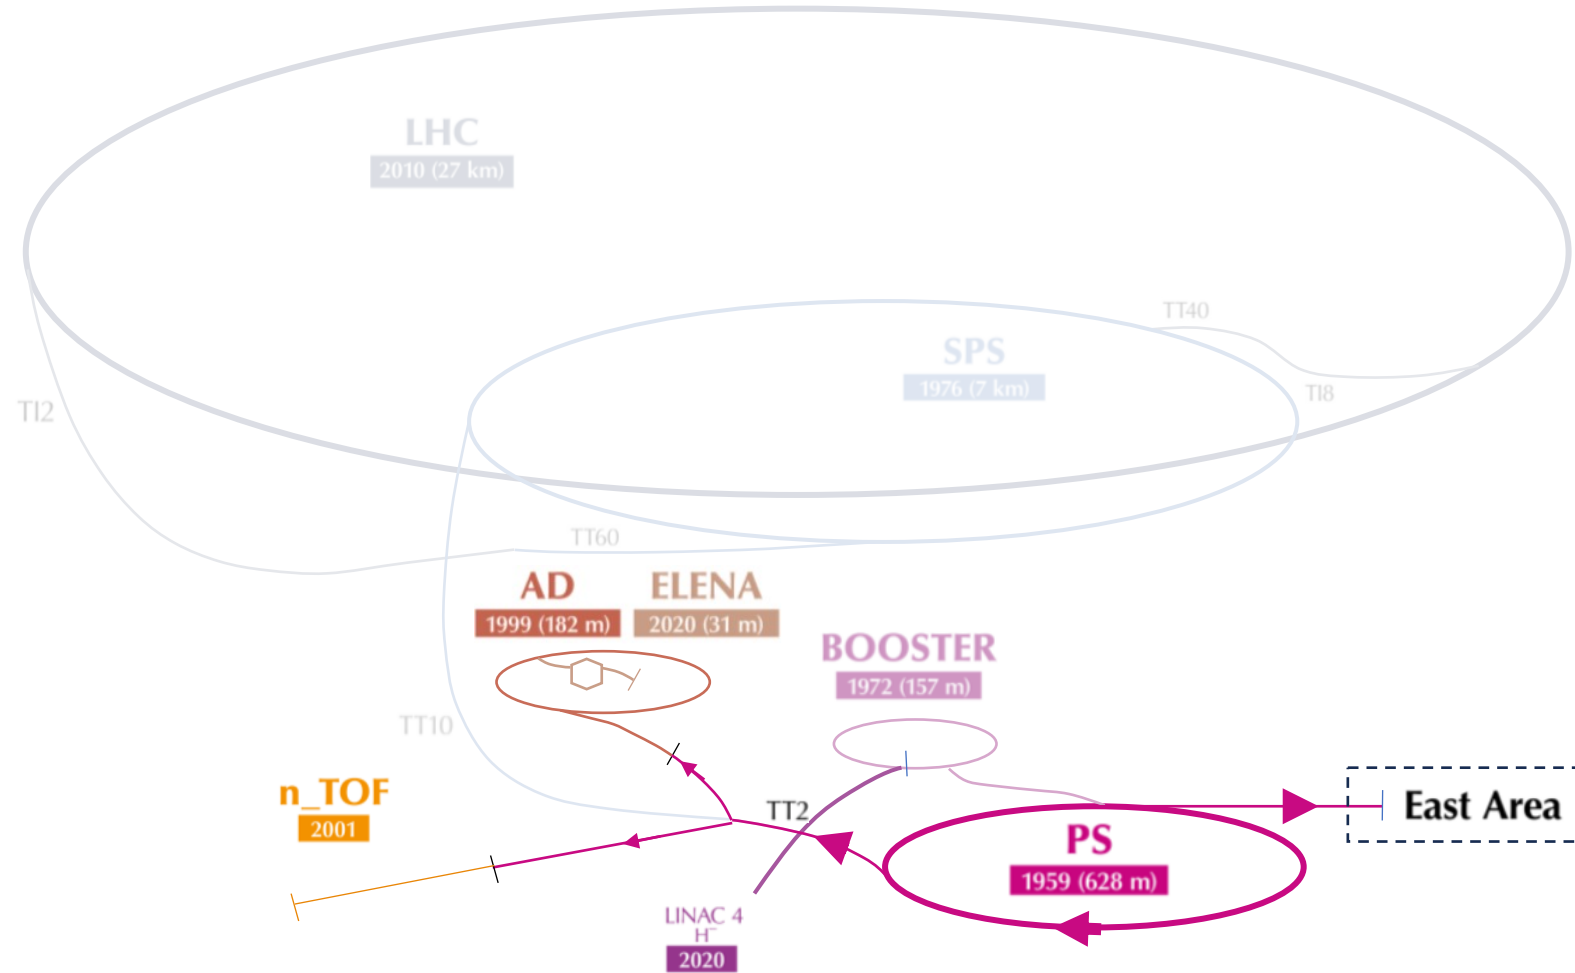 LHC
2010 (27 km)
TT40
SPS
1976 (7 km)
TI8
TI2
TT60
AD
1999 (182 m)
ELENA
2020 (31 m)
BOOSTER
1972 (157 m)
TT10
n_TOF
2001
TT2
East Area
PS
1959 (628 m)
LINAC 4
H⁻
2020